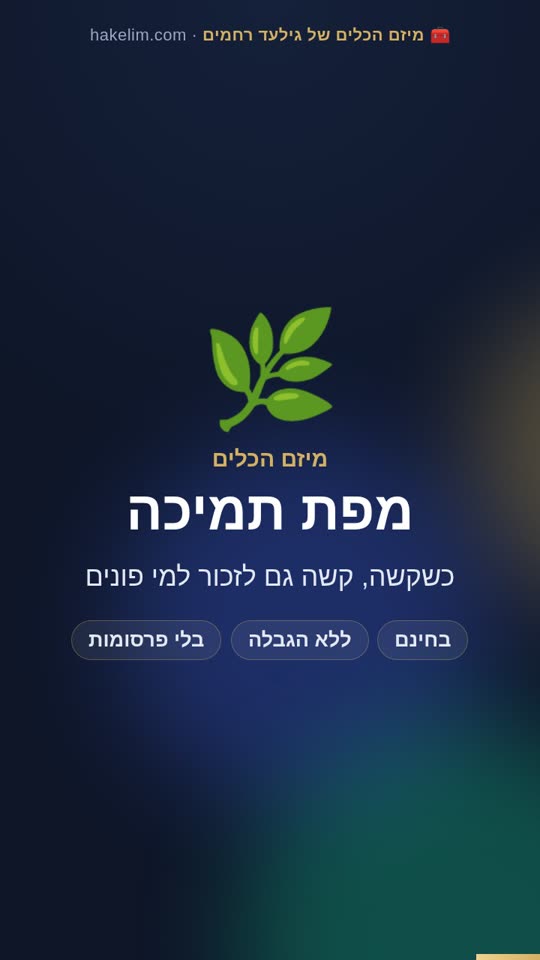 🧰 מיזם הכלים של גילעד רחמים · hakelim.com
מיזם הכלים
מפת תמיכה
כשקשה, קשה גם לזכור למי פונים
בחינם
ללא הגבלה
בלי פרסומות